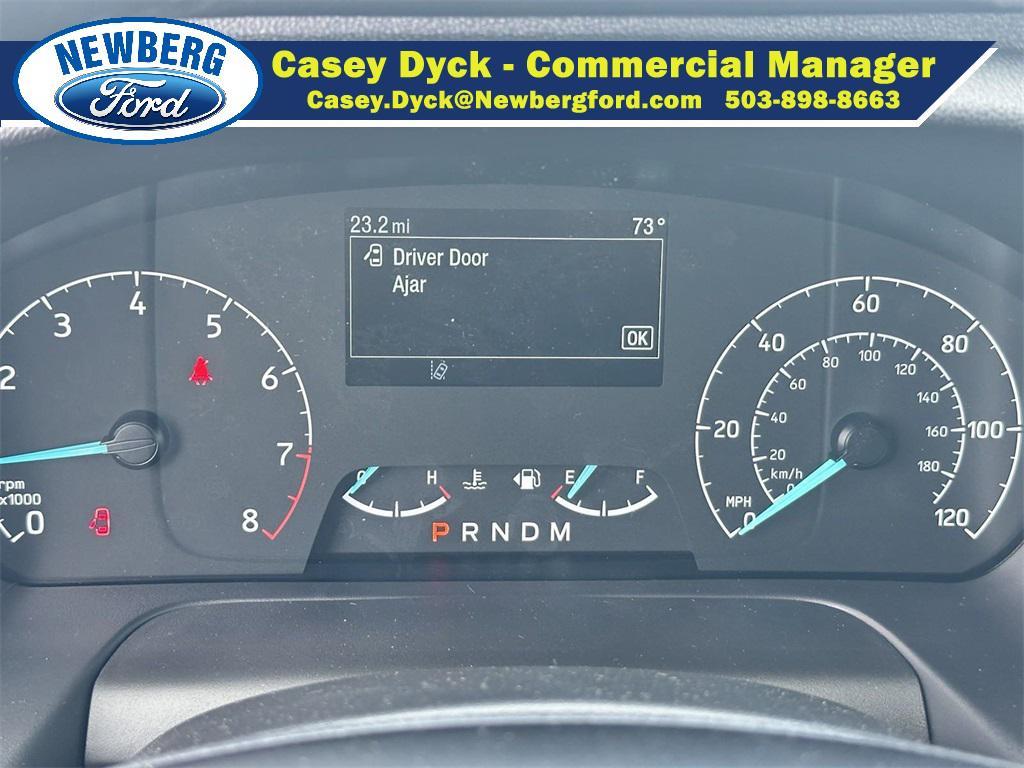 NEWBERG
Ford
Casey Dyck - Commercial Manager
Casey.Dyck@Newbergford.com 503-898-8663
23.2 mi 73°
Driver Door
Ajar
OK
2
3
4
5
6
7
8
0
rpm
x1000
C H
E F
P R N D M
0
20
40
60
80
100
120
MPH
0
20
40
60
80
100
120
140
160
180
km/h